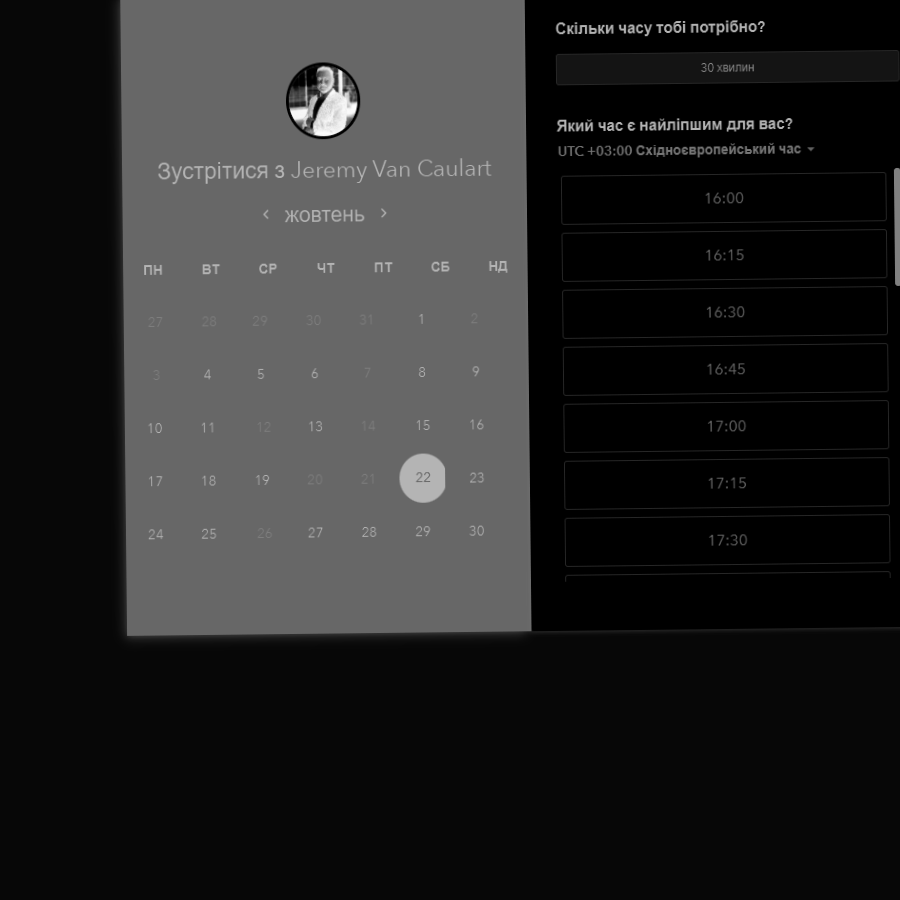 Зустрітися з Jeremy Van Caulart
жовтень
ПН ВТ СР ЧТ ПТ СБ НД
27 28 29 30 31 1 2
3 4 5 6 7 8 9
10 11 12 13 14 15 16
17 18 19 20 21 22 23
24 25 26 27 28 29 30
Скільки часу тобі потрібно?
30 хвилин
Який час є найліпшим для вас?
UTC +03:00 Східноєвропейський час
16:00
16:15
16:30
16:45
17:00
17:15
17:30